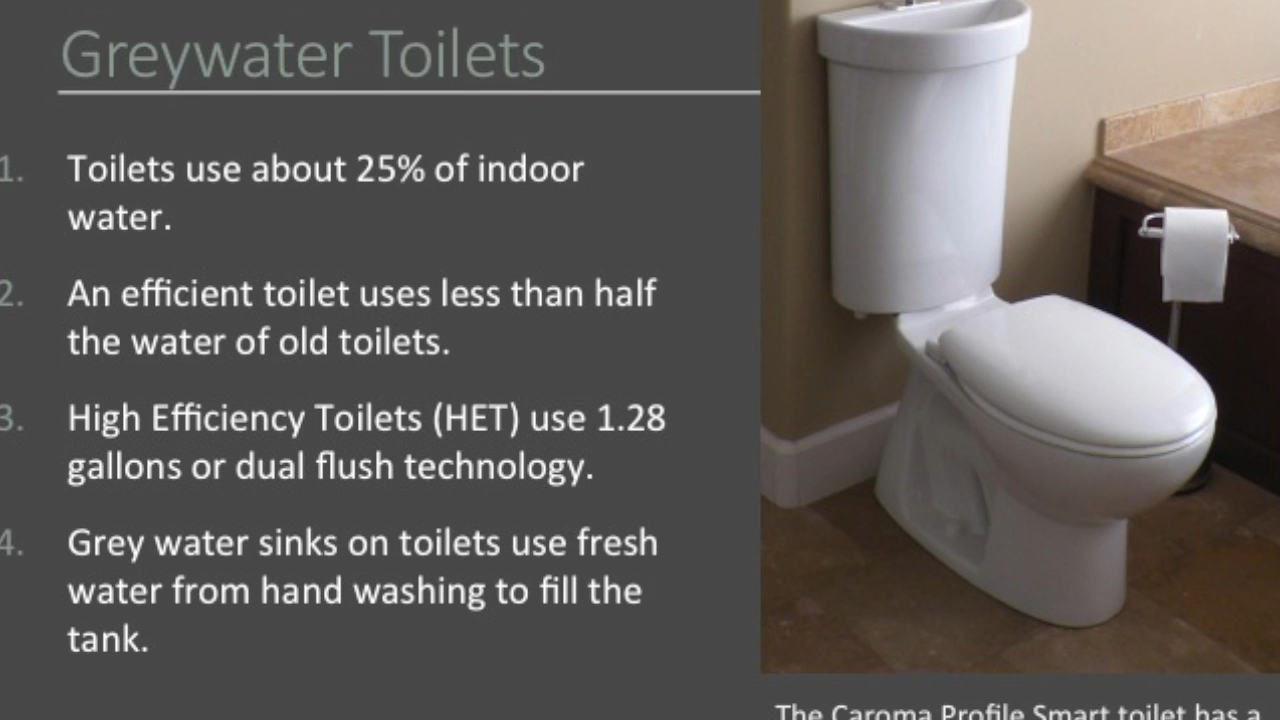 Greywater Toilets
1. Toilets use about 25% of indoor
water.
2. An efficient toilet uses less than half
the water of old toilets.
3. High Efficiency Toilets (HET) use 1.28
gallons or dual flush technology.
4. Grey water sinks on toilets use fresh
water from hand washing to fill the
tank.
The Caroma Profile Smart toilet has a